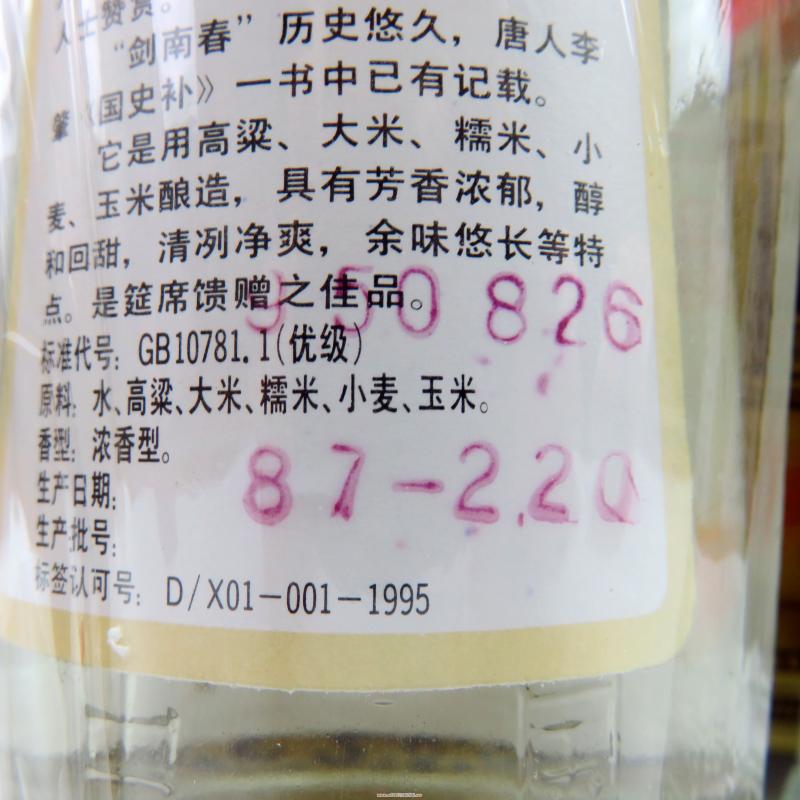 人士赞赏。
“剑南春”历史悠久，唐人李
肇《国史补》一书中已有记载。
它是用高粱、大米、糯米、小
麦、玉米酿造，具有芳香浓郁，醇
和回甜，清冽净爽，余味悠长等特
点。是筵席馈赠之佳品。
50 826
标准代号：GB10781.1(优级)
原料：水、高粱、大米、糯米、小麦、玉米。
香型：浓香型。
生产日期：
87-2.20
生产批号：
标签认可号：D/X01-001-1995